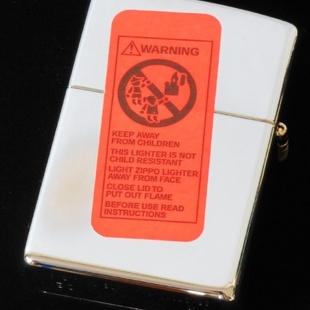 WARNING
KEEP AWAY
FROM CHILDREN
THIS LIGHTER IS NOT
CHILD RESISTANT
LIGHT ZIPPO LIGHTER
AWAY FROM FACE
CLOSE LID TO
PUT OUT FLAME
BEFORE USE READ
INSTRUCTIONS